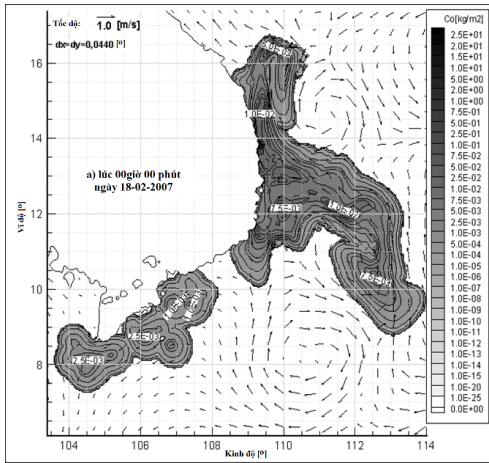 Tốc độ: 1.0 [m/s]
dx=dy=0,0440 [º]
a) lúc 00giờ 00 phút
ngày 18-02-2007
Vĩ độ [º]
16
14
12
10
8
5.0E-03
1.0E-02
7.5E-03
1.0E-02
7.5E-03
2.5E-03
2.5E-03
104
106
108
110
112
114
Kinh độ [º]
Co[kg/m2]
2.5E+01
2.0E+01
1.5E+01
1.0E+01
5.0E+00
2.0E+00
1.0E+00
7.5E-01
5.0E-01
2.5E-01
1.0E-01
7.5E-02
5.0E-02
2.5E-02
1.0E-02
7.5E-03
5.0E-03
2.5E-03
1.0E-03
5.0E-04
1.0E-04
1.0E-05
1.0E-06
1.0E-07
1.0E-08
1.0E-09
1.0E-10
1.0E-12
1.0E-13
1.0E-14
1.0E-15
1.0E-20
1.0E-25
0.0E+00